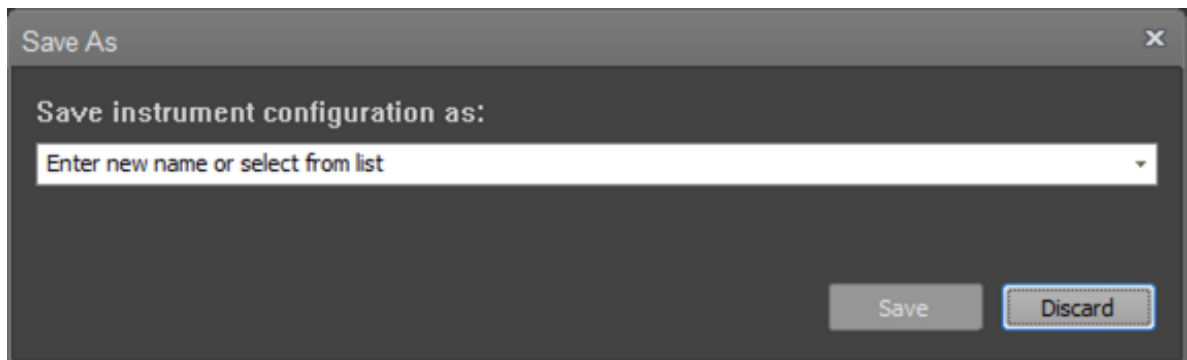 Save As
Save instrument configuration as:
Enter new name or select from list
Save Discard